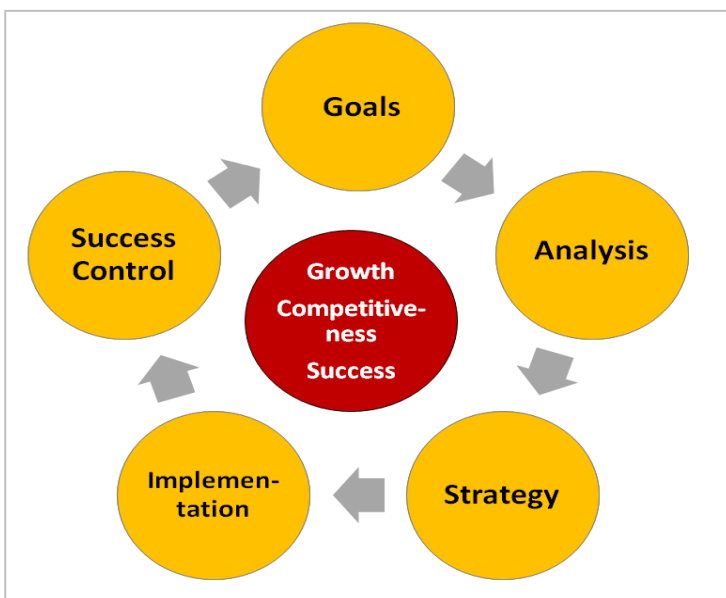 Goals
Analysis
Strategy
Implemen-
tation
Success
Control
Growth
Competitive-
ness
Success